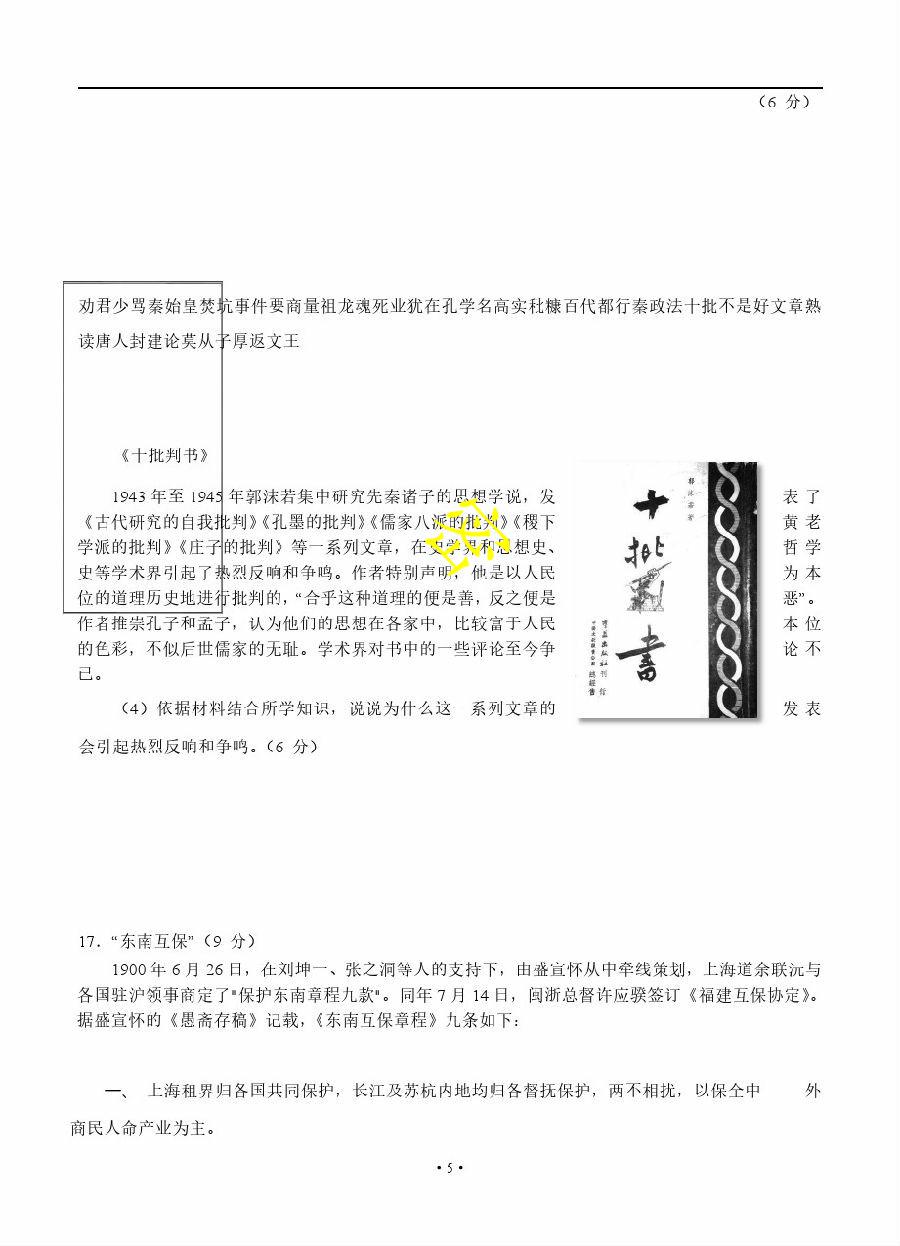 （6 分）
劝君少骂秦始皇焚坑事件要商量祖龙魂死业犹在孔学名高实秕糠百代都行秦政法十批不是好文章熟
读唐人封建论莫从子厚返文王
《十批判书》
1943 年至 1945 年郭沫若集中研究先秦诸子的思想学说，发表了
《古代研究的自我批判》《孔墨的批判》《儒家八派的批判》《稷下黄老
学派的批判》《庄子的批判》等一系列文章，在史学界和思想史、哲学
史等学术界引起了热烈反响和争鸣。作者特别声明，他是以人民为本
位的道理历史地进行批判的，“合乎这种道理的便是善，反之便是恶”。
作者推崇孔子和孟子，认为他们的思想在各家中，比较富于人民本位
的色彩，不似后世儒家的无耻。学术界对书中的一些评论至今争论不
已。
郭沫若著
十批判书
群益出版社刊行
（4）依据材料结合所学知识，说说为什么这 系列文章的发表
会引起热烈反响和争鸣。（6 分）
17．“东南互保”（9 分）
1900 年 6 月 26 日，在刘坤一、张之洞等人的支持下，由盛宣怀从中牵线策划，上海道余联沅与
各国驻沪领事商定了"保护东南章程九款"。同年 7 月 14 日，闽浙总督许应骙签订《福建互保协定》。
据盛宣怀的《愚斋存稿》记载，《东南互保章程》九条如下：
一、 上海租界归各国共同保护，长江及苏杭内地均归各督抚保护，两不相扰，以保全中外
商民人命产业为主。
• 5 •